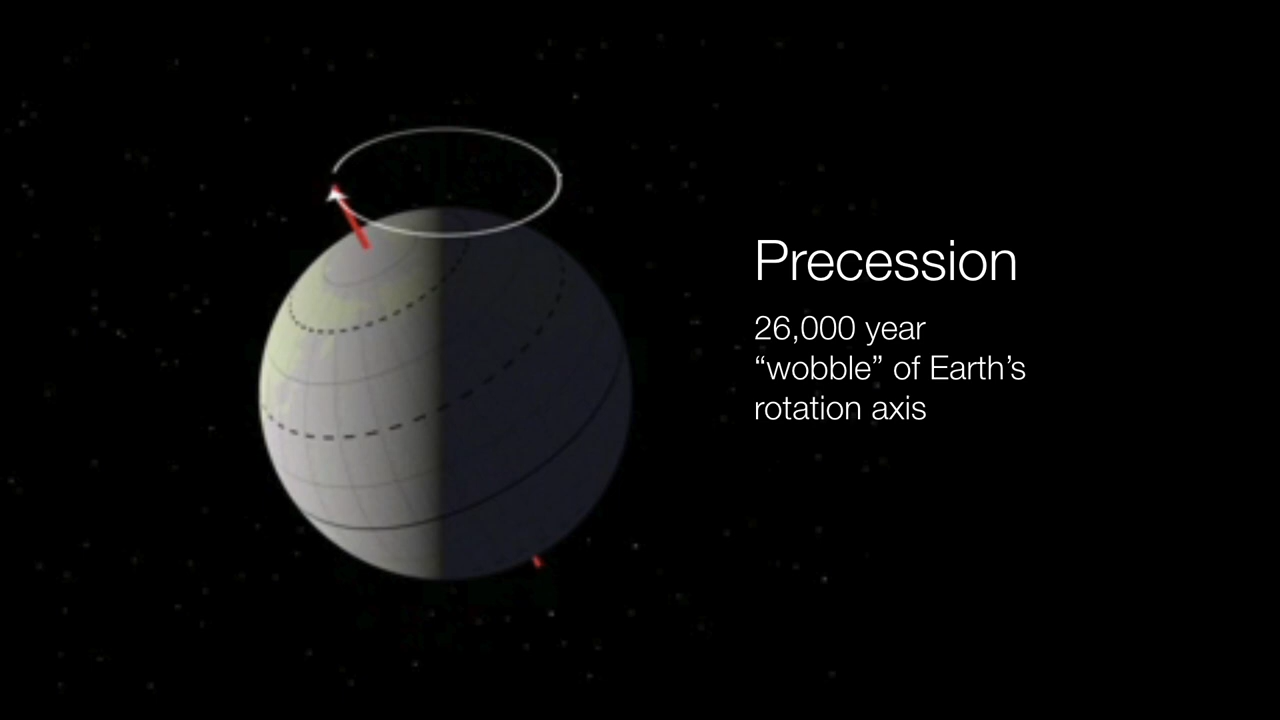 Precession
26,000 year
“wobble” of Earth’s
rotation axis